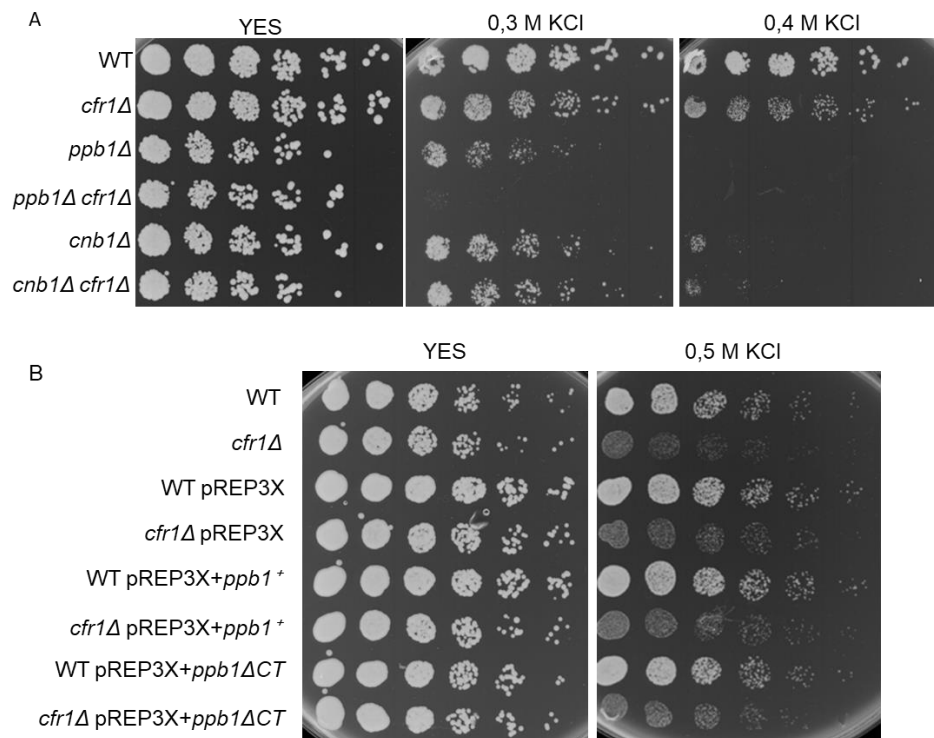 A
YES
0,3 M KCl
0,4 M KCl
WT
cfr1Δ
ppb1Δ
ppb1Δ cfr1Δ
cnb1Δ
cnb1Δ cfr1Δ
B
YES
0,5 M KCl
WT
cfr1Δ
WT pREP3X
cfr1Δ pREP3X
WT pREP3X+ppb1⁺
cfr1Δ pREP3X+ppb1⁺
WT pREP3X+ppb1ΔCT
cfr1Δ pREP3X+ppb1ΔCT